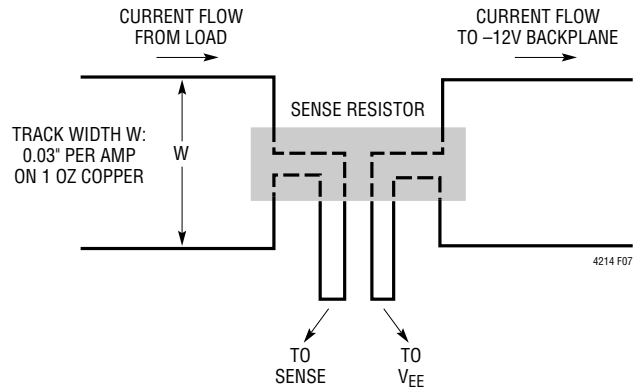 CURRENT FLOW
FROM LOAD
CURRENT FLOW
TO –12V BACKPLANE
SENSE RESISTOR
TRACK WIDTH W:
0.03" PER AMP
ON 1 OZ COPPER
W
4214 F07
TO
SENSE
TO
VEE